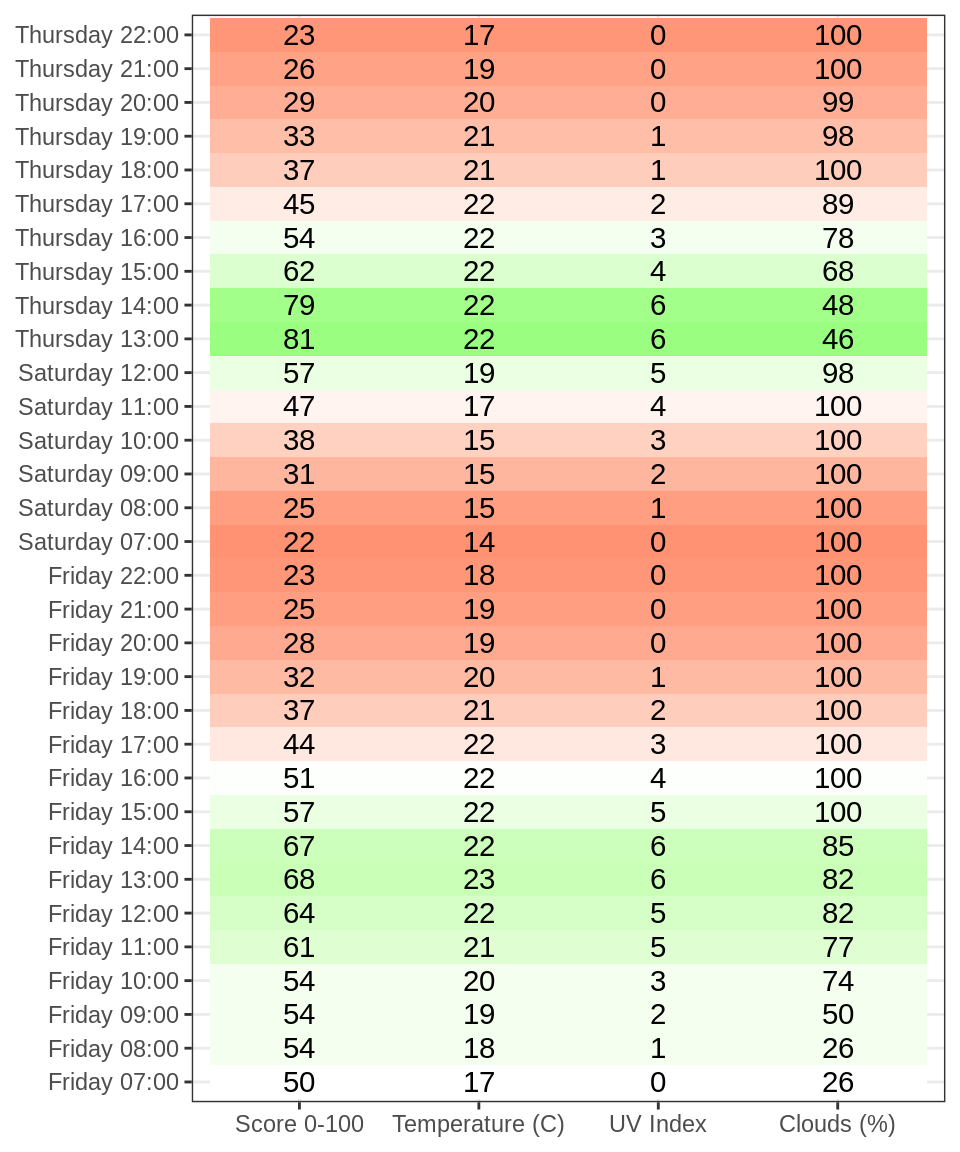 Thursday 22:00 23 17 0 100
Thursday 21:00 26 19 0 100
Thursday 20:00 29 20 0 99
Thursday 19:00 33 21 1 98
Thursday 18:00 37 21 1 100
Thursday 17:00 45 22 2 89
Thursday 16:00 54 22 3 78
Thursday 15:00 62 22 4 68
Thursday 14:00 79 22 6 48
Thursday 13:00 81 22 6 46
Saturday 12:00 57 19 5 98
Saturday 11:00 47 17 4 100
Saturday 10:00 38 15 3 100
Saturday 09:00 31 15 2 100
Saturday 08:00 25 15 1 100
Saturday 07:00 22 14 0 100
Friday 22:00 23 18 0 100
Friday 21:00 25 19 0 100
Friday 20:00 28 19 0 100
Friday 19:00 32 20 1 100
Friday 18:00 37 21 2 100
Friday 17:00 44 22 3 100
Friday 16:00 51 22 4 100
Friday 15:00 57 22 5 100
Friday 14:00 67 22 6 85
Friday 13:00 68 23 6 82
Friday 12:00 64 22 5 82
Friday 11:00 61 21 5 77
Friday 10:00 54 20 3 74
Friday 09:00 54 19 2 50
Friday 08:00 54 18 1 26
Friday 07:00 50 17 0 26
Score 0-100 Temperature (C) UV Index Clouds (%)